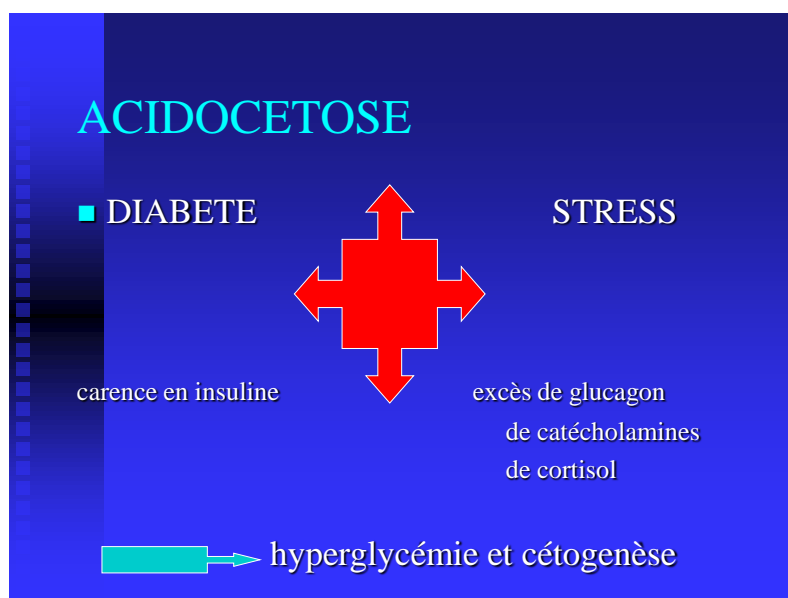 ACIDOCETOSE
DIABETE STRESS
carence en insuline excès de glucagon
de catécholamines
de cortisol
hyperglycémie et cétogenèse